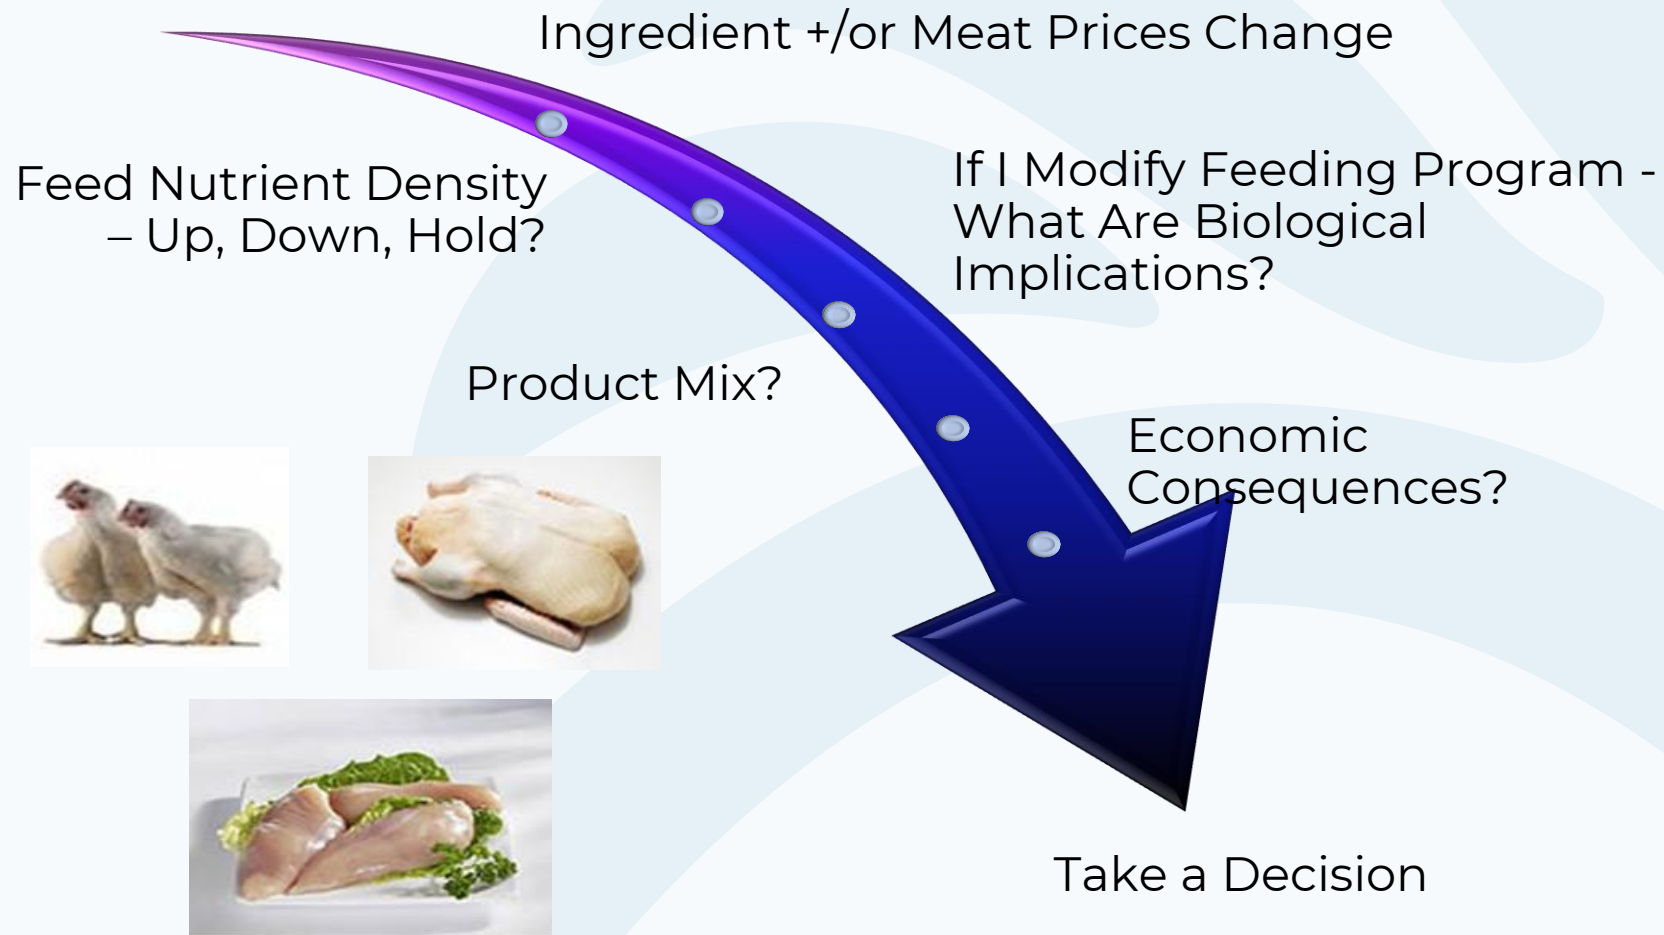 Ingredient +/or Meat Prices Change
Feed Nutrient Density
– Up, Down, Hold?
If I Modify Feeding Program -
What Are Biological
Implications?
Product Mix?
Economic
Consequences?
Take a Decision